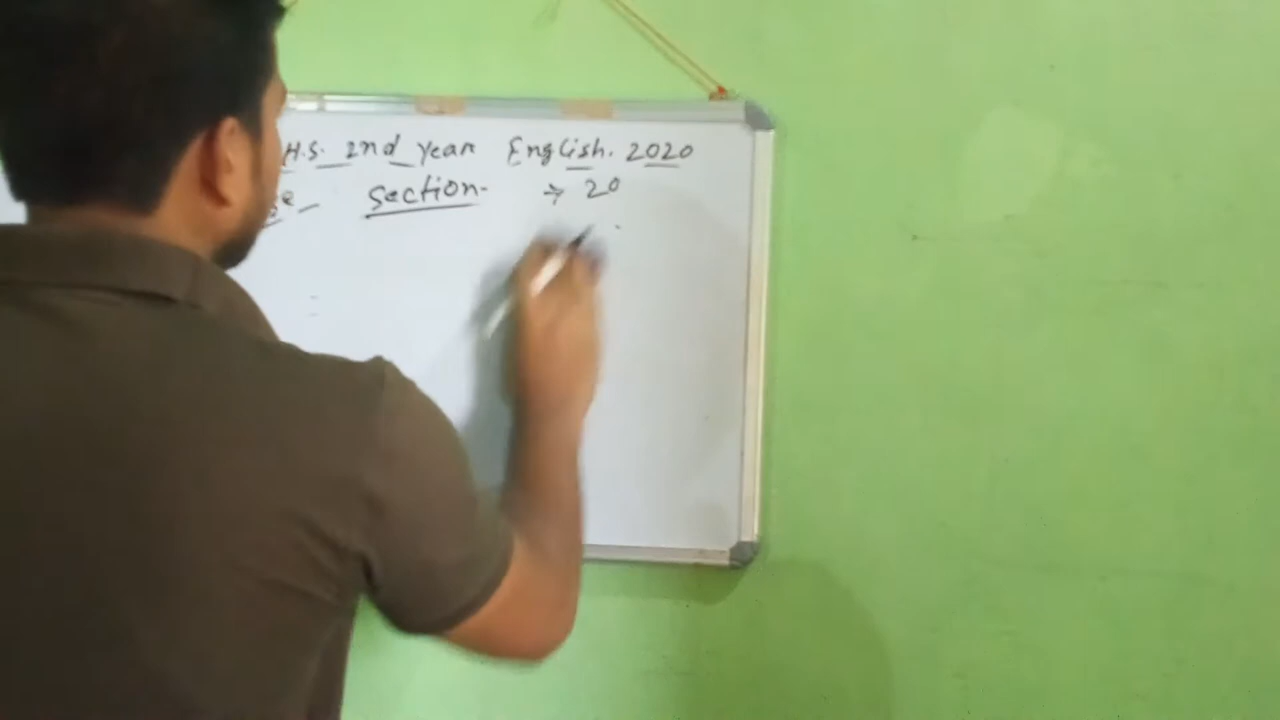 H.S. 2nd year English. 2020
section- ⇒ 20